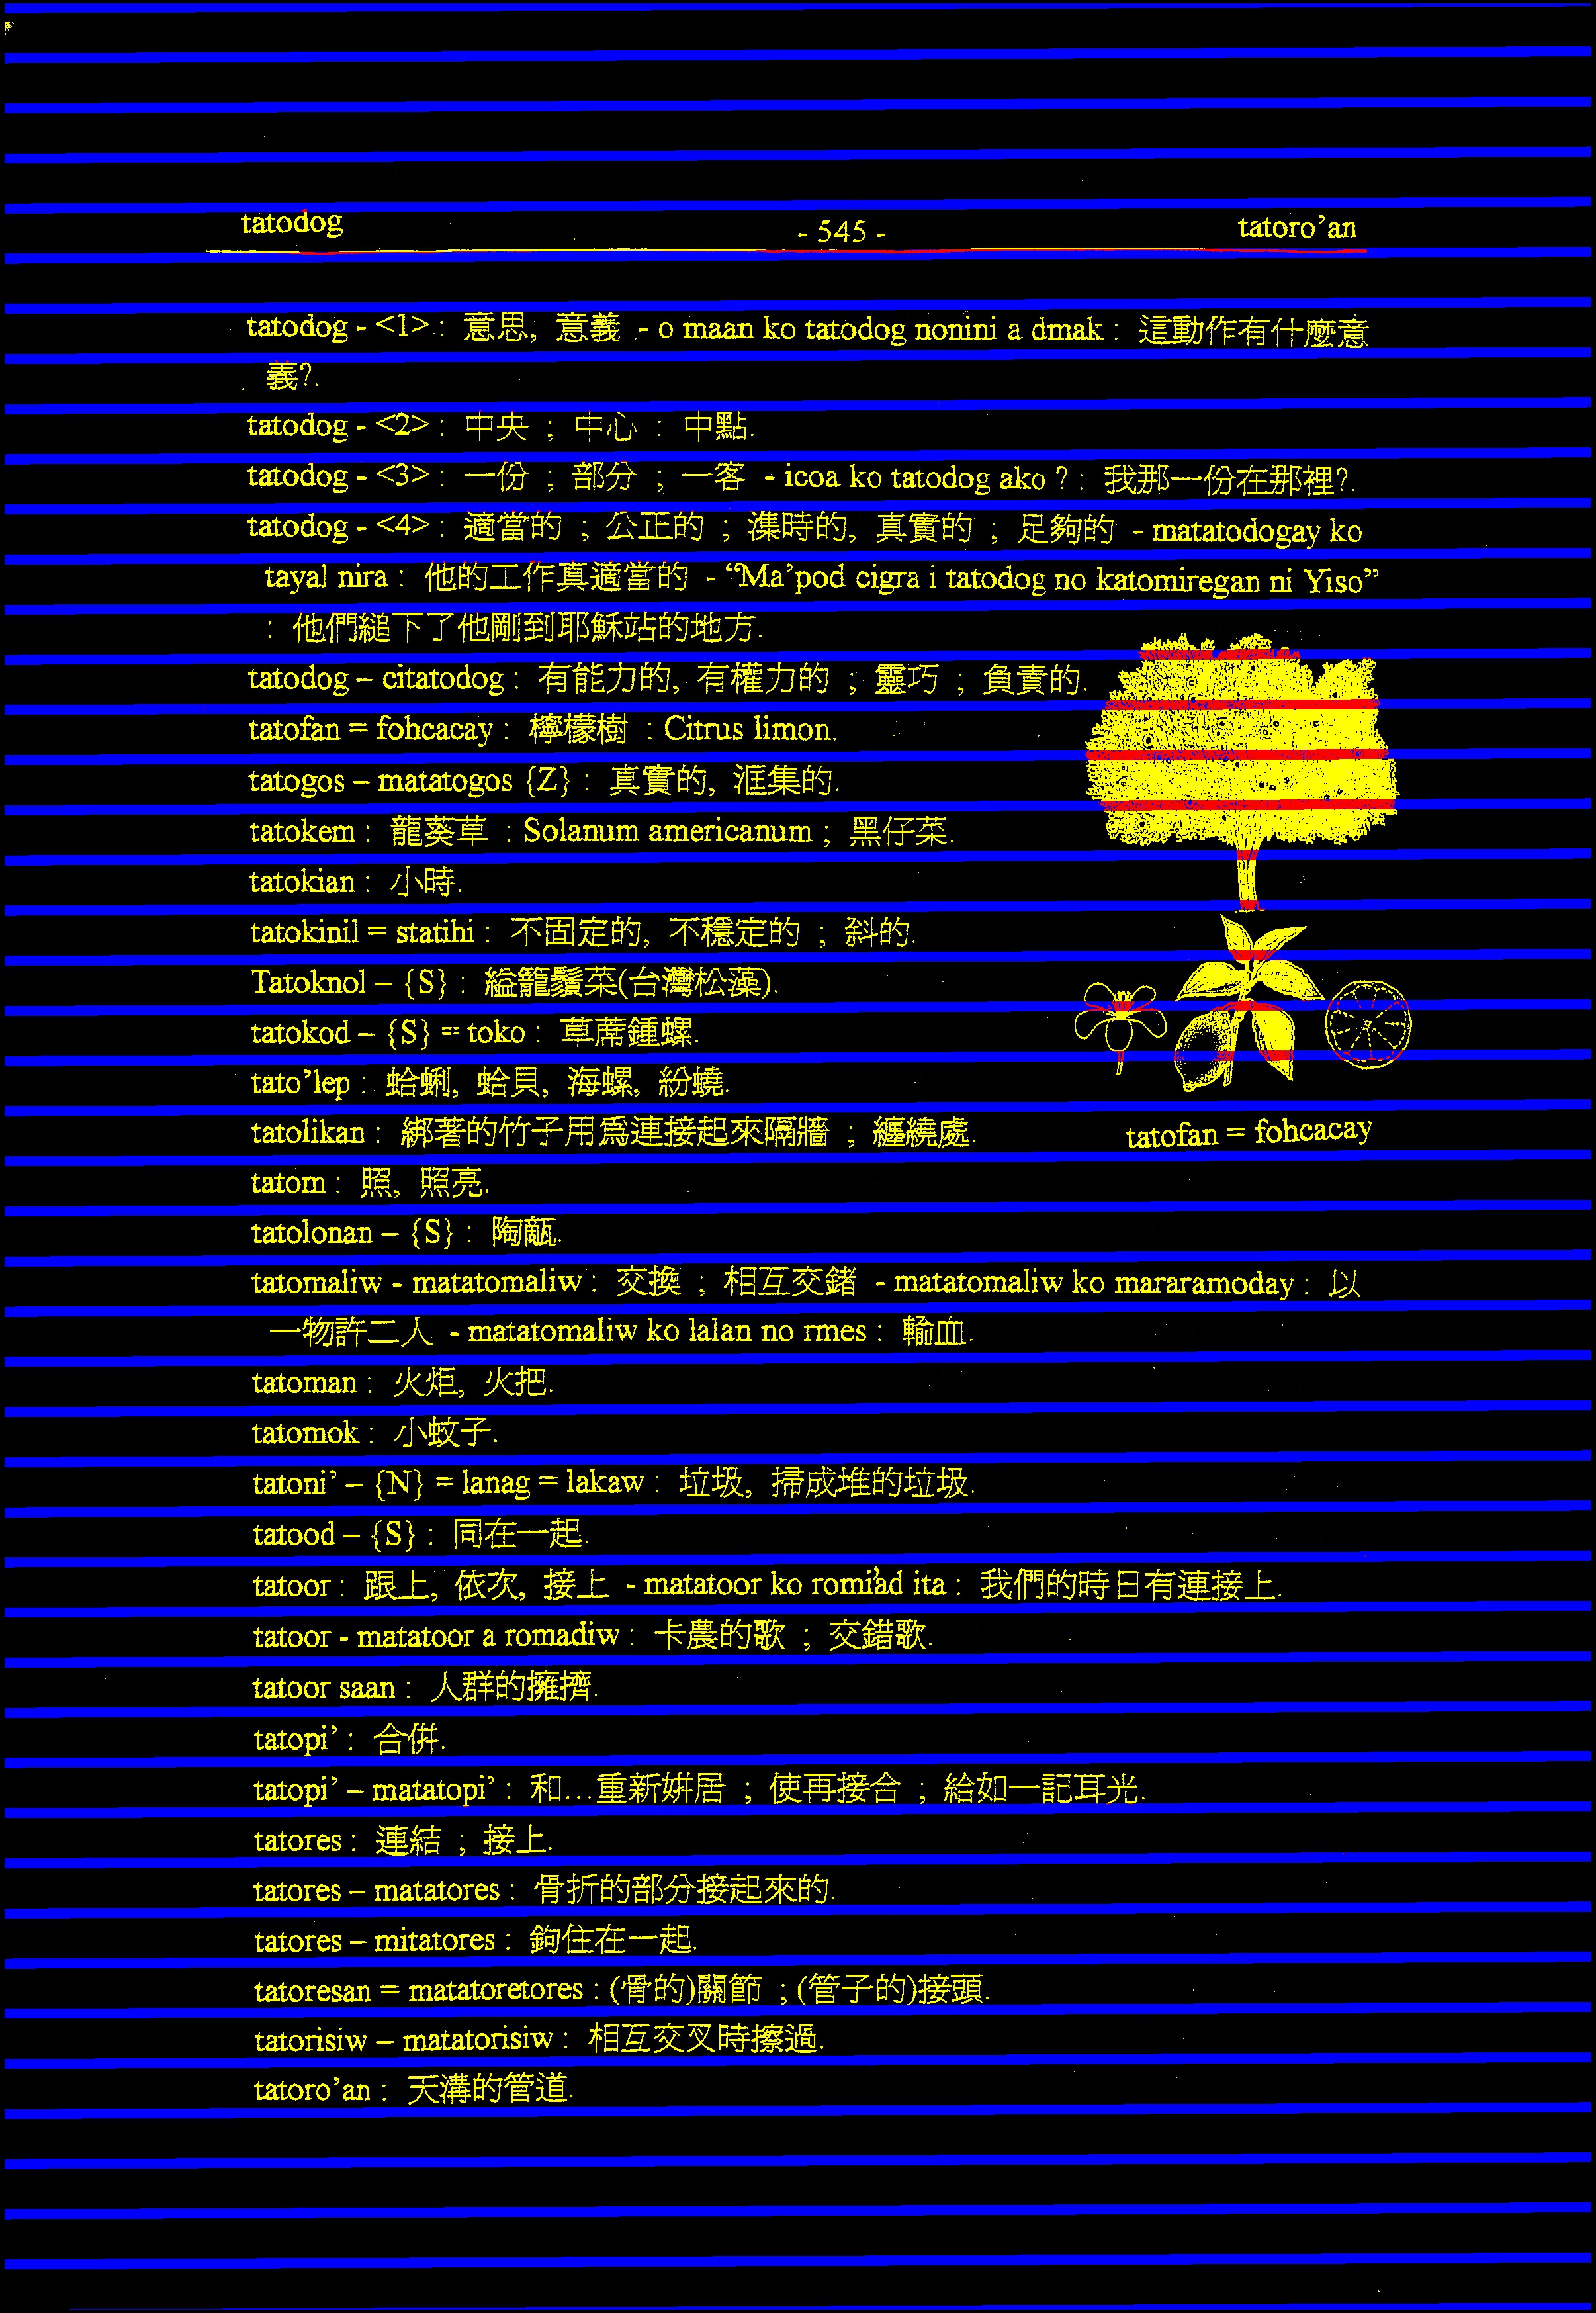 tatodog - 545 - tatoro'an
tatodog - <1> : 意思, 意義 - o maan ko tatodog nonini a dmak : 這動作有什麼意
義?.
tatodog - <2> : 中央 ; 中心 : 中點.
tatodog - <3> : 一份 ; 部分 ; 一客 - icoa ko tatodog ako ? : 我那一份在那裡?.
tatodog - <4> : 適當的 ; 公正的 ; 準時的, 真實的 ; 足夠的 - matatodogay ko
tayal nira : 他的工作真適當的 - “Ma'pod cigra i tatodog no katomiregan ni Yiso”
: 他們縋下了他剛到耶穌站的地方.
tatodog – citatodog : 有能力的, 有權力的 ; 靈巧 ; 負責的.
tatofan = fohcacay : 檸檬樹 : Citrus limon.
tatogos – matatogos {Z} : 真實的, 匯集的.
tatokem : 龍葵草 : Solanum americanum ; 黑仔菜.
tatokian : 小時.
tatokinil = statihi : 不固定的, 不穩定的 ; 斜的.
Tatoknol – {S} : 縊籠鬚菜(台灣松藻).
tatokod – {S} = toko : 草蓆鍾螺.
tato'lep : 蛤蜊, 蛤貝, 海螺, 紛蟯.
tatolikan : 綁著的竹子用為連接起來隔牆 ; 纏繞處.
tatofan = fohcacay
tatom : 照, 照亮.
tatolonan – {S} : 陶甌.
tatomaliw - matatomaliw : 交換 ; 相互交鍺 - matatomaliw ko mararamoday : 以
一物許二人 - matatomaliw ko lalan no rmes : 輸血.
tatoman : 火炬, 火把.
tatomok : 小蚊子.
tatoni' – {N} = lanag = lakaw : 垃圾, 掃成堆的垃圾.
tatood – {S} : 同在一起.
tatoor : 跟上, 依次, 接上 - matatoor ko romi'ad ita : 我們的時日有連接上.
tatoor - matatoor a romadiw : 卡農的歌 ; 交錯歌.
tatoor saan : 人群的擁擠.
tatopi' : 合併.
tatopi' – matatopi' : 和…重新姘居 ; 使再接合 ; 給如一記耳光.
tatores : 連結 ; 接上.
tatores – matatores : 骨折的部分接起來的.
tatores – mitatores : 鉤住在一起.
tatoresan = matatoretores : (骨的)關節 ; (管子的)接頭.
tatorisiw – matatorisiw : 相互交叉時擦過.
tatoro'an : 天溝的管道.